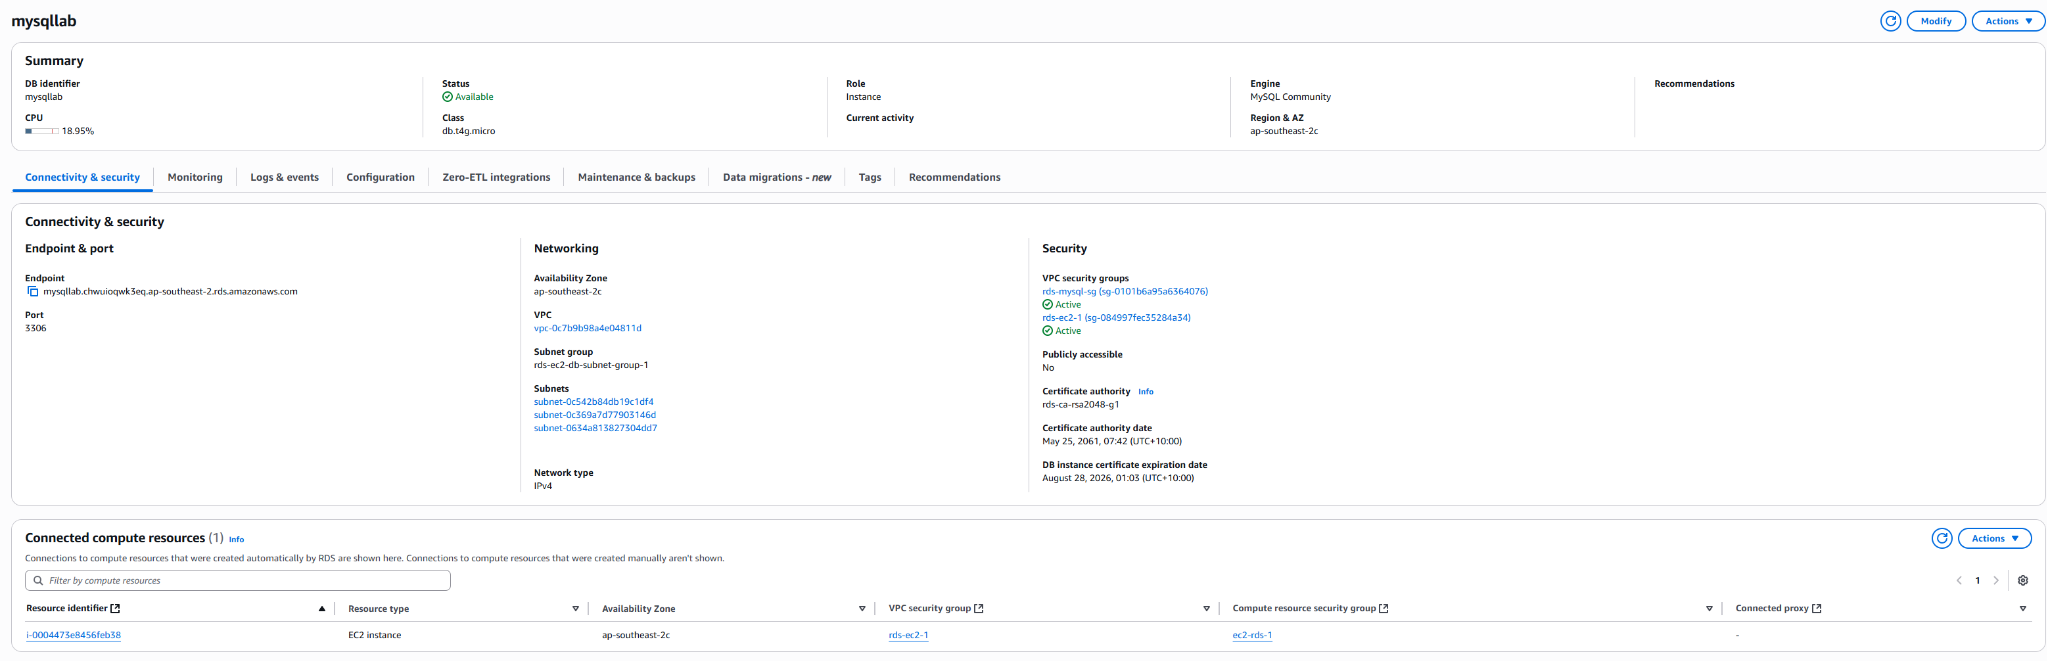 mysqllab
Modify
Actions
Summary
DB identifier
mysqllab
CPU
18.95%
Status
Available
Class
db.t4g.micro
Role
Instance
Current activity
Engine
MySQL Community
Region & AZ
ap-southeast-2c
Recommendations
Connectivity & security
Monitoring
Logs & events
Configuration
Zero-ETL integrations
Maintenance & backups
Data migrations - new
Tags
Recommendations
Connectivity & security
Endpoint & port
Endpoint
mysqllab.chwuioqwk3eq.ap-southeast-2.rds.amazonaws.com
Port
3306
Networking
Availability Zone
ap-southeast-2c
VPC
vpc-0c7b9b98a4e04811d
Subnet group
rds-ec2-db-subnet-group-1
Subnets
subnet-0c542b84db19c1df4
subnet-0c369a7d77903146d
subnet-0634a813827304dd7
Network type
IPv4
Security
VPC security groups
rds-mysql-sg (sg-0101b6a95a6364076)
Active
rds-ec2-1 (sg-084997fec35284a34)
Active
Publicly accessible
No
Certificate authority Info
rds-ca-rsa2048-g1
Certificate authority date
May 25, 2061, 07:42 (UTC+10:00)
DB instance certificate expiration date
August 28, 2026, 01:03 (UTC+10:00)
Connected compute resources (1) Info
Actions
Connections to compute resources that were created automatically by RDS are shown here. Connections to compute resources that were created manually aren't shown.
Filter by compute resources
1
Resource identifier
Resource type
Availability Zone
VPC security group
Compute resource security group
Connected proxy
i-0004473e8456feb38
EC2 instance
ap-southeast-2c
rds-ec2-1
ec2-rds-1
-